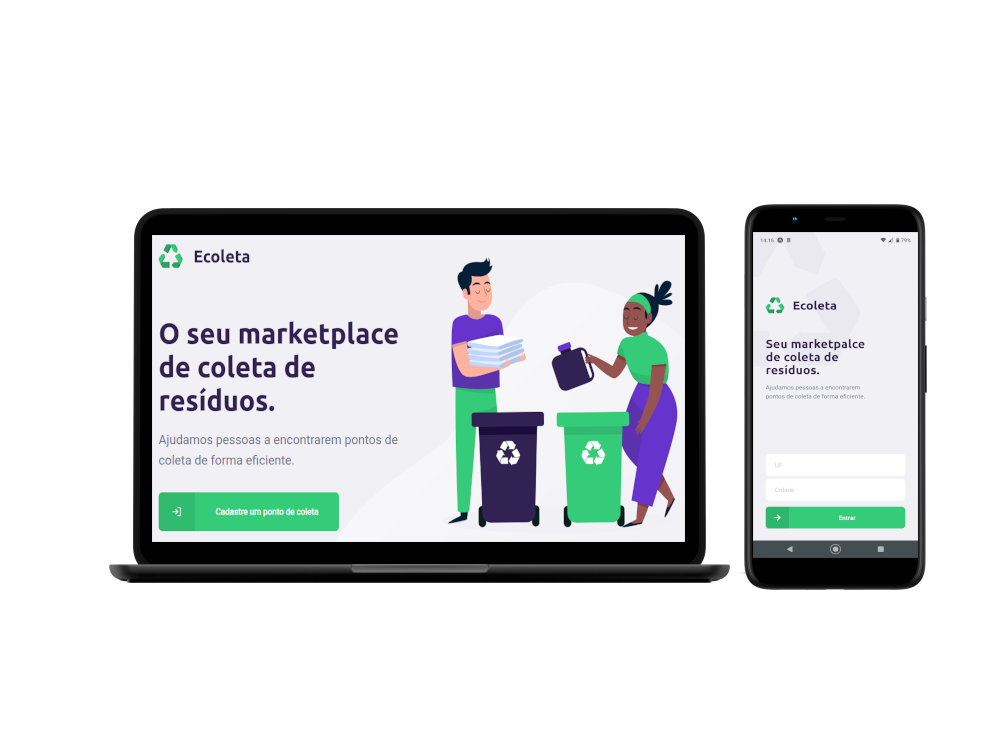 Ecoleta
O seu marketplace
de coleta de
resíduos.
Ajudamos pessoas a encontrarem pontos de
coleta de forma eficiente.
Cadastre um ponto de coleta
14:16
79%
Ecoleta
Seu marketpalce
de coleta de
resíduos.
Ajudamos pessoas a encontrarem
pontos de coleta de forma eficiente.
UF
Cidade
Entrar